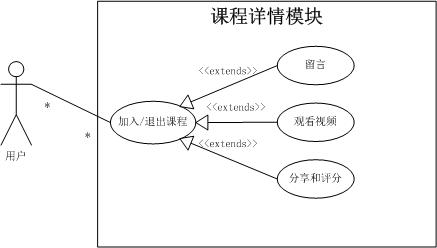 课程详情模块
<<extends>>
留言
<<extends>>
*
*
加入/退出课程
观看视频
<<extends>>
用户
分享和评分